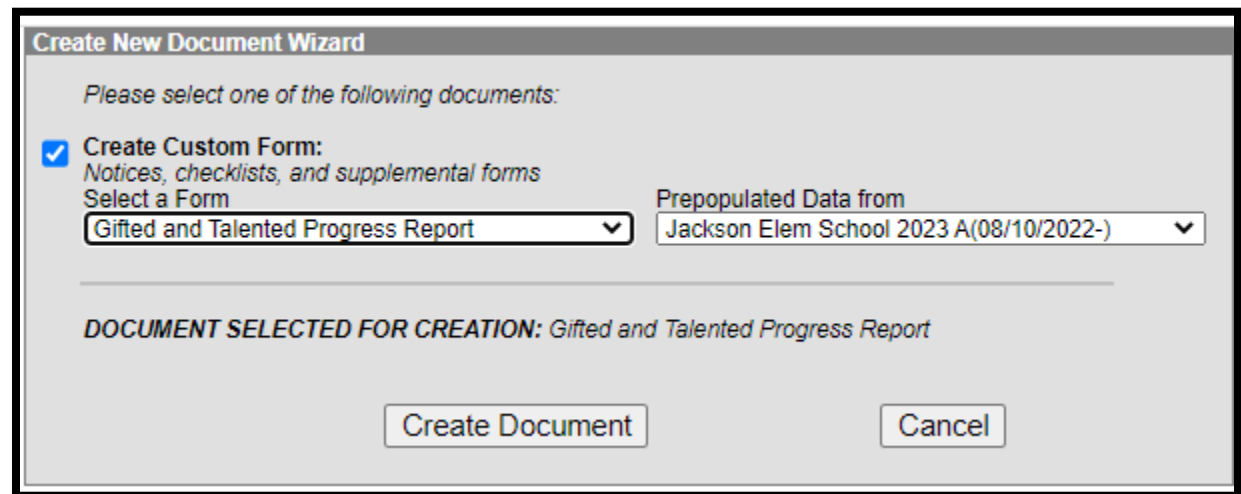 Create New Document Wizard
Please select one of the following documents:
Create Custom Form:
Notices, checklists, and supplemental forms
Select a Form
Prepopulated Data from
Gifted and Talented Progress Report
Jackson Elem School 2023 A(08/10/2022-)
DOCUMENT SELECTED FOR CREATION: Gifted and Talented Progress Report
Create Document
Cancel